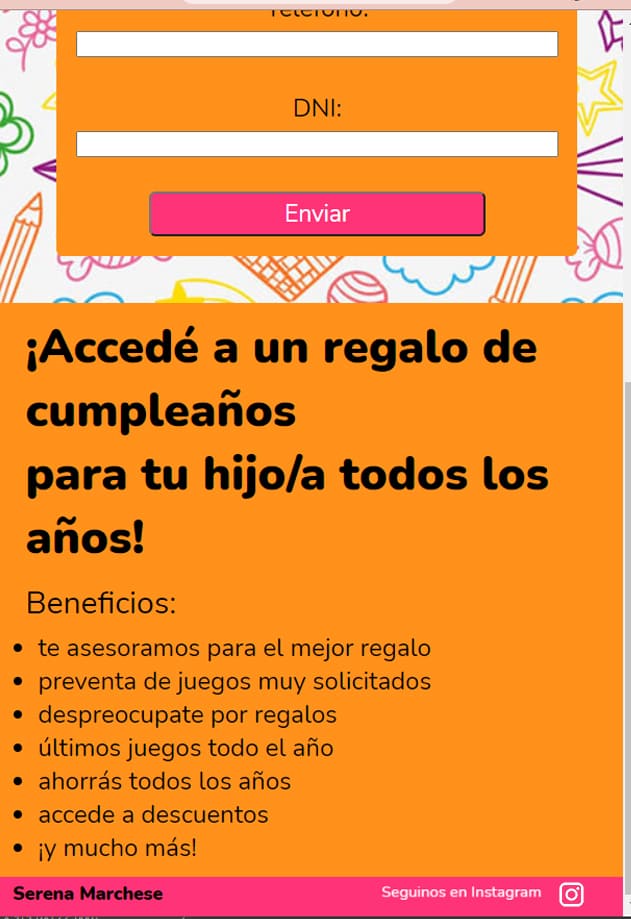 Teléfono:
DNI:
Enviar
¡Accedé a un regalo de
cumpleaños
para tu hijo/a todos los
años!
Beneficios:
te asesoramos para el mejor regalo
preventa de juegos muy solicitados
despreocupate por regalos
últimos juegos todo el año
ahorrás todos los años
accede a descuentos
¡y mucho más!
Serena Marchese
Seguinos en Instagram